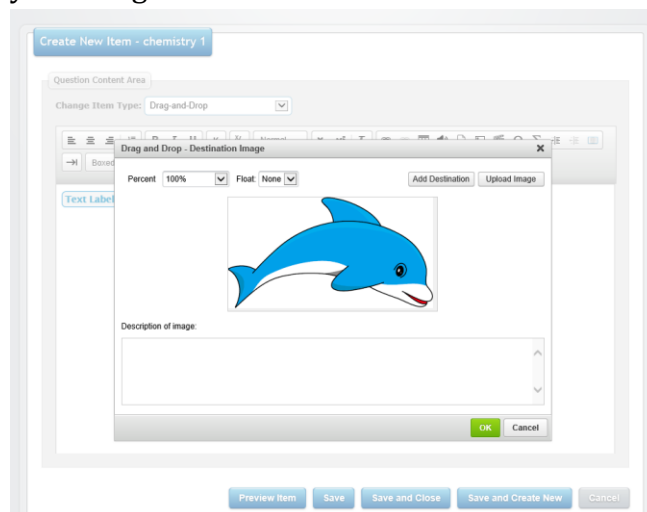 Create New Item - chemistry 1
Question Content Area
Change Item Type: Drag-and-Drop
Normal
Drag and Drop - Destination Image X
Boxed
Percent 100% Float: None Add Destination Upload Image
Text Label
Description of image:
OK Cancel
Preview Item Save Save and Close Save and Create New Cancel